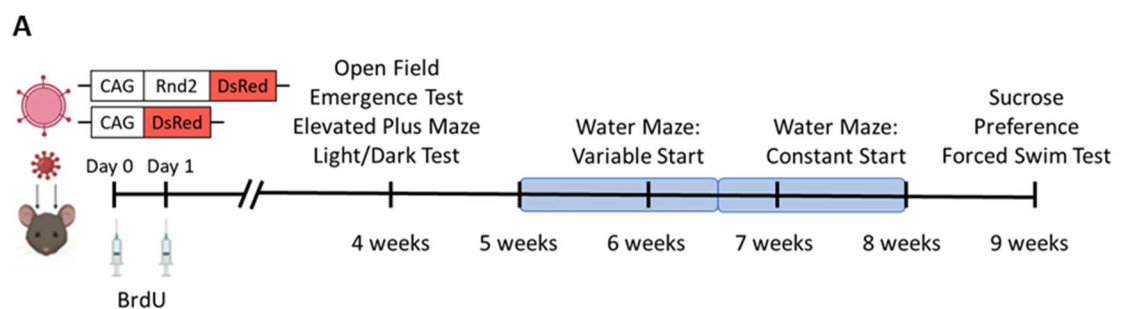 A
CAG Rnd2 DsRed
CAG DsRed
Day 0 Day 1
BrdU
Open Field
Emergence Test
Elevated Plus Maze
Light/Dark Test
Water Maze:
Variable Start
Water Maze:
Constant Start
Sucrose
Preference
Forced Swim Test
4 weeks 5 weeks 6 weeks 7 weeks 8 weeks 9 weeks